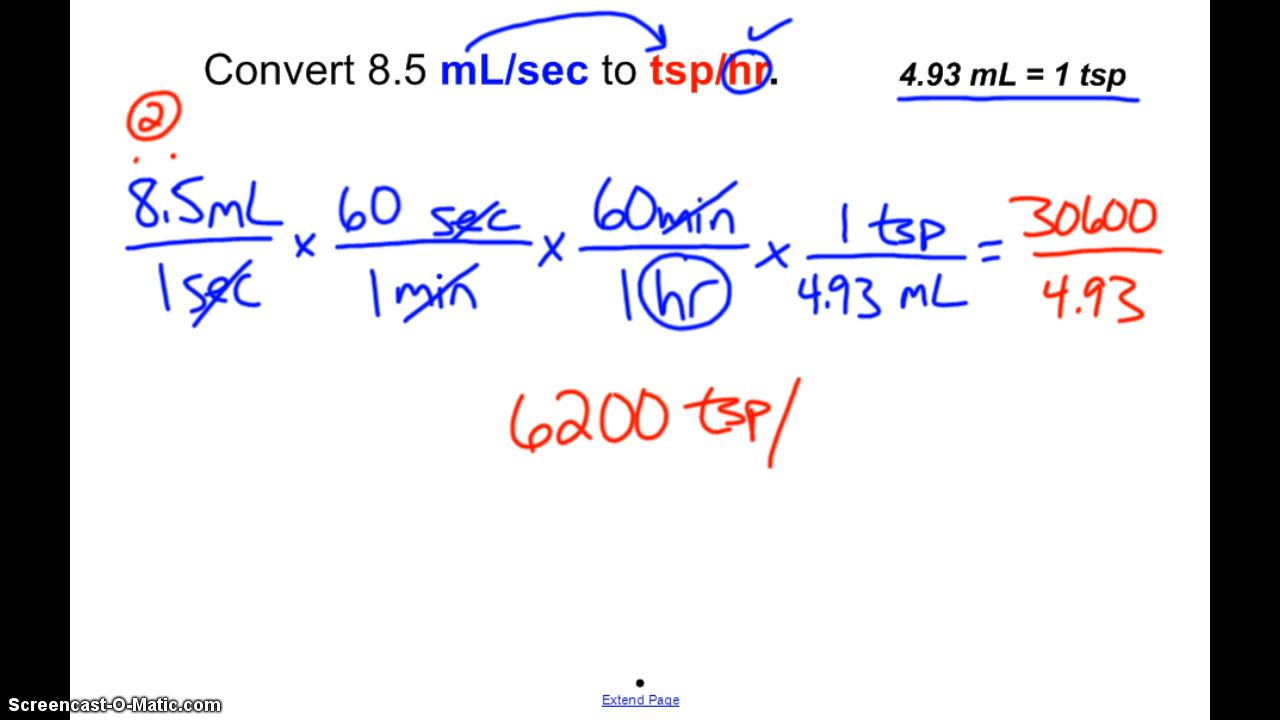 Convert 8.5 mL/sec to tsp/hr.
4.93 mL = 1 tsp
2
8.5mL × 60 sec × 60min × 1 tsp = 30600
1sec 1min 1hr 4.93 mL 4.93
6200 tsp/
Extend Page
Screencast-O-Matic.com